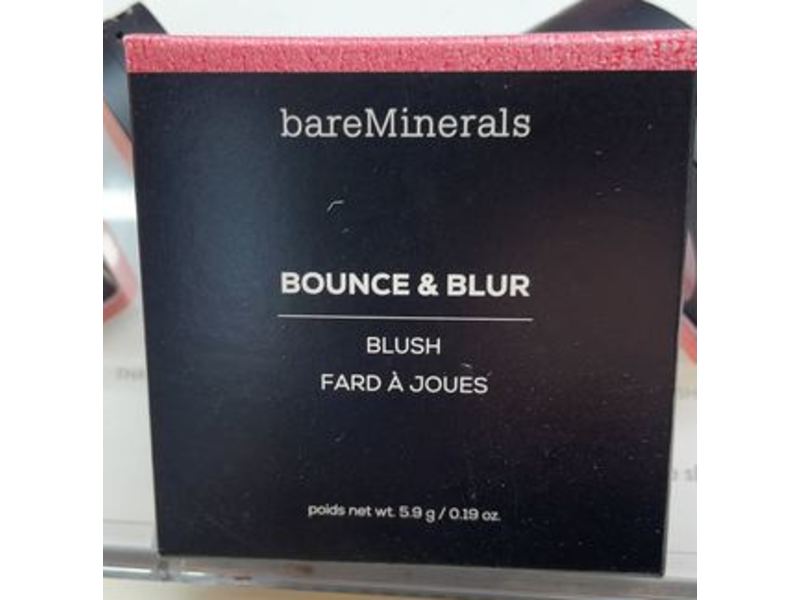 bareMinerals
BOUNCE & BLUR
BLUSH
FARD À JOUES
poids net wt. 5.9 g / 0.19 oz.